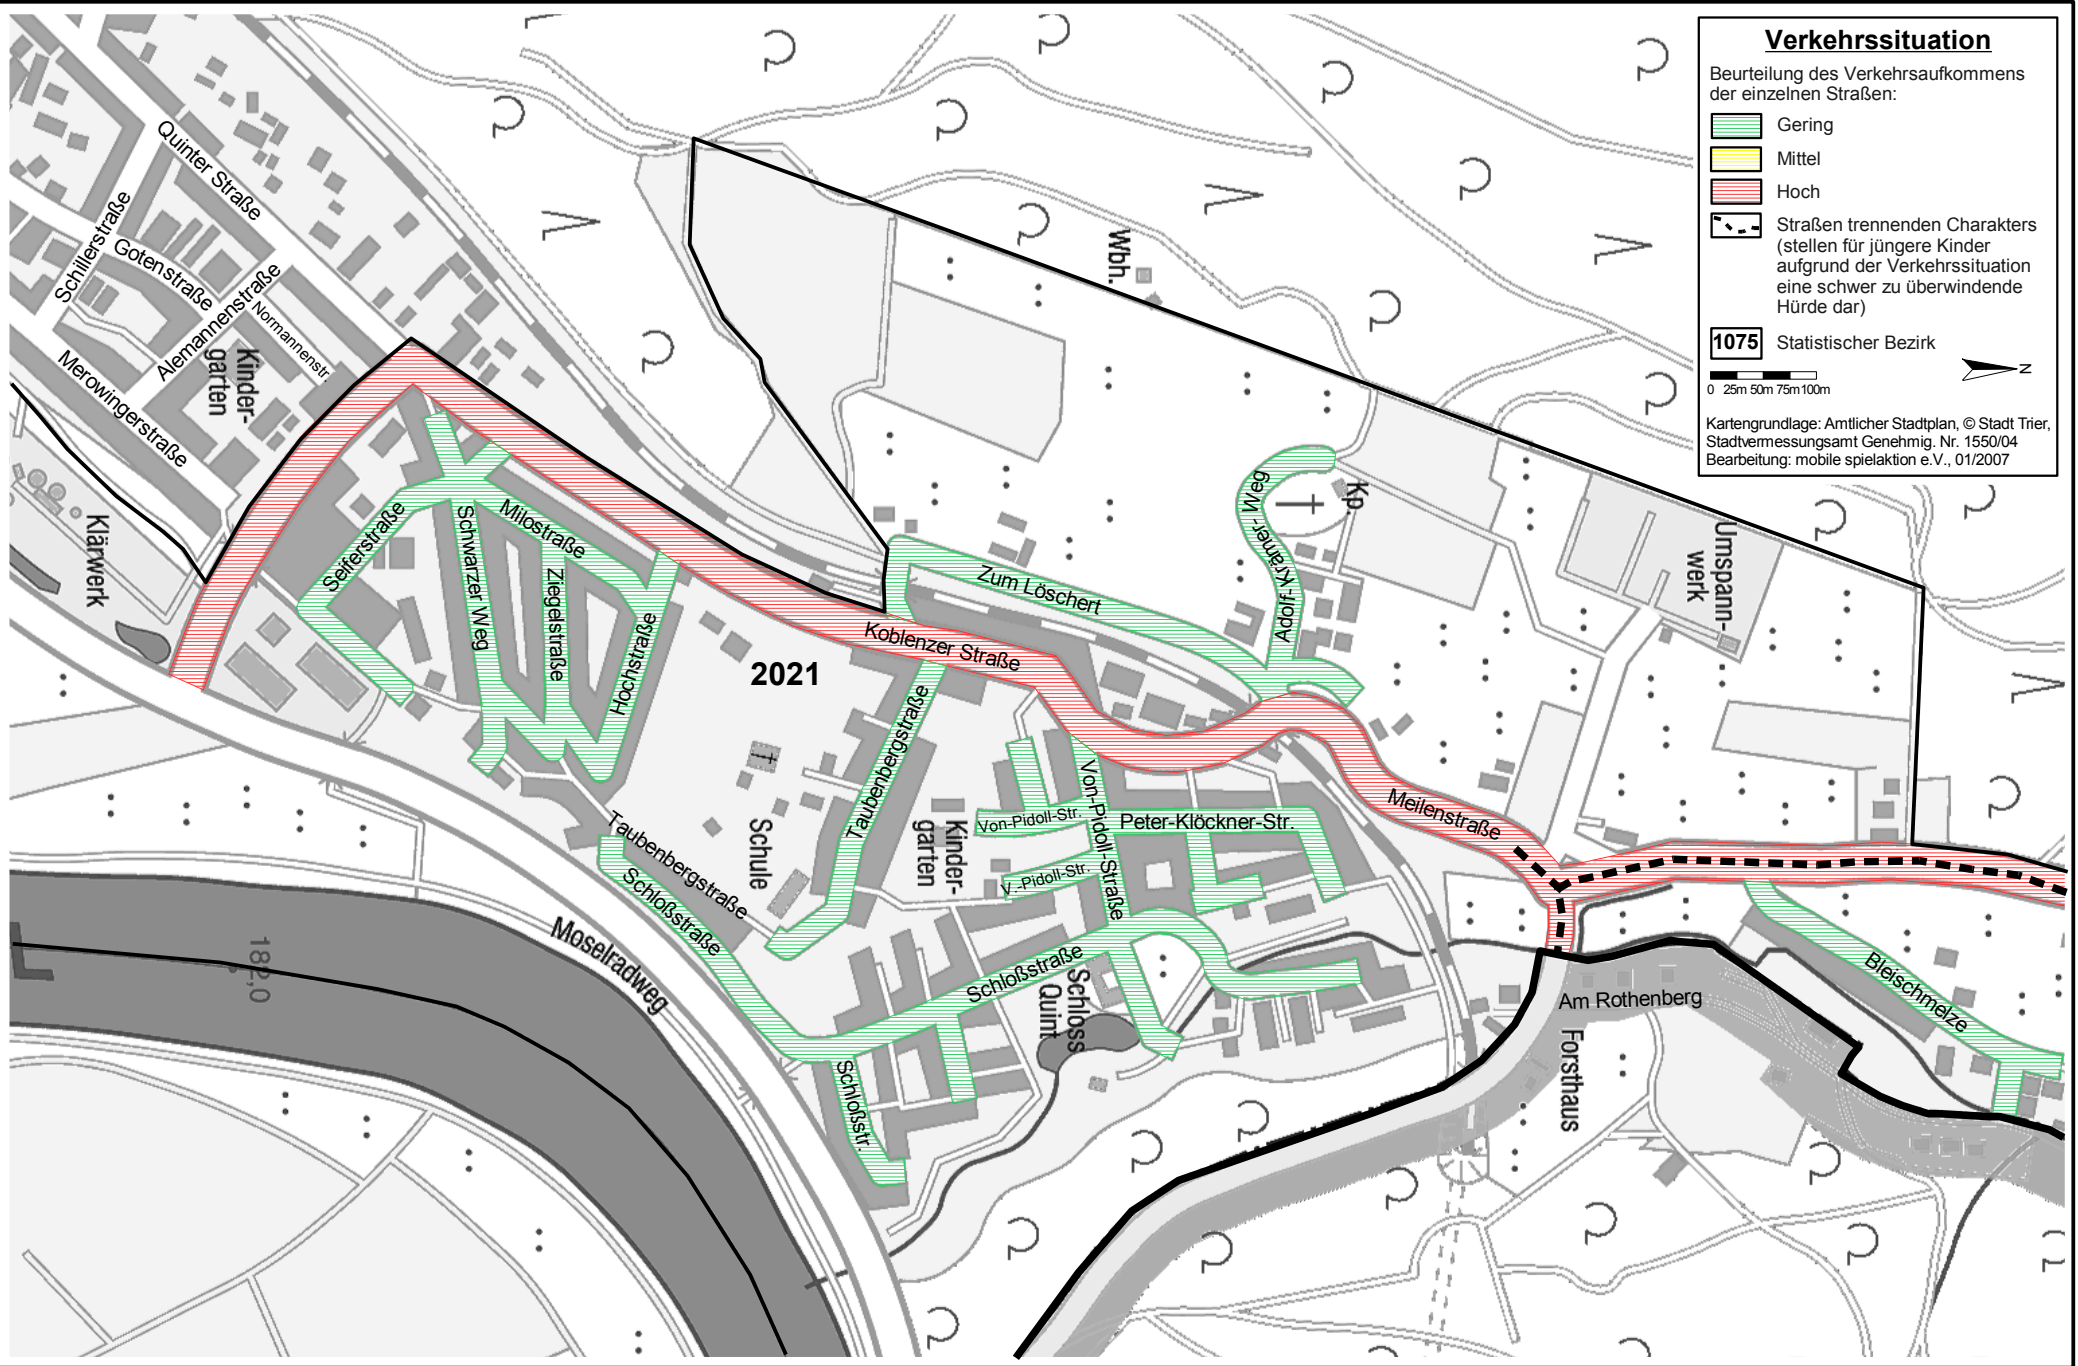 Verkehrssituation
Beurteilung des Verkehrsaufkommens
der einzelnen Straßen:
Gering
Mittel
Hoch
Straßen trennenden Charakters
(stellen für jüngere Kinder
aufgrund der Verkehrssituation
eine schwer zu überwindende
Hürde dar)
1075 Statistischer Bezirk
0 25m 50m 75m 100m
N
Kartengrundlage: Amtlicher Stadtplan, © Stadt Trier,
Stadtvermessungsamt Genehmig. Nr. 1550/04
Bearbeitung: mobile spielaktion e.V., 01/2007
Quinter Straße
Schillerstraße
Gotenstraße
Alemannenstraße
Normannenstr.
Merowingerstraße
Kinder-
garten
Klärwerk
Wbh.
Kp.
Umspann-
werk
Seiferstraße
Milostraße
Schwarzer Weg
Ziegelstraße
Hochstraße
Zum Löschert
Adolf-Krämer-Weg
Koblenzer Straße
2021
Taubenbergstraße
Schule
Kinder-
garten
Von-Pidoll-Str.
Von-Pidoll-Straße
Peter-Klöckner-Str.
V.-Pidoll-Str.
Meilenstraße
Taubenbergstraße
Schloßstraße
Moselradweg
Schloßstraße
Schloss
Quint
Schloßstr.
Am Rothenberg
Forsthaus
Bleischmelze
182,0